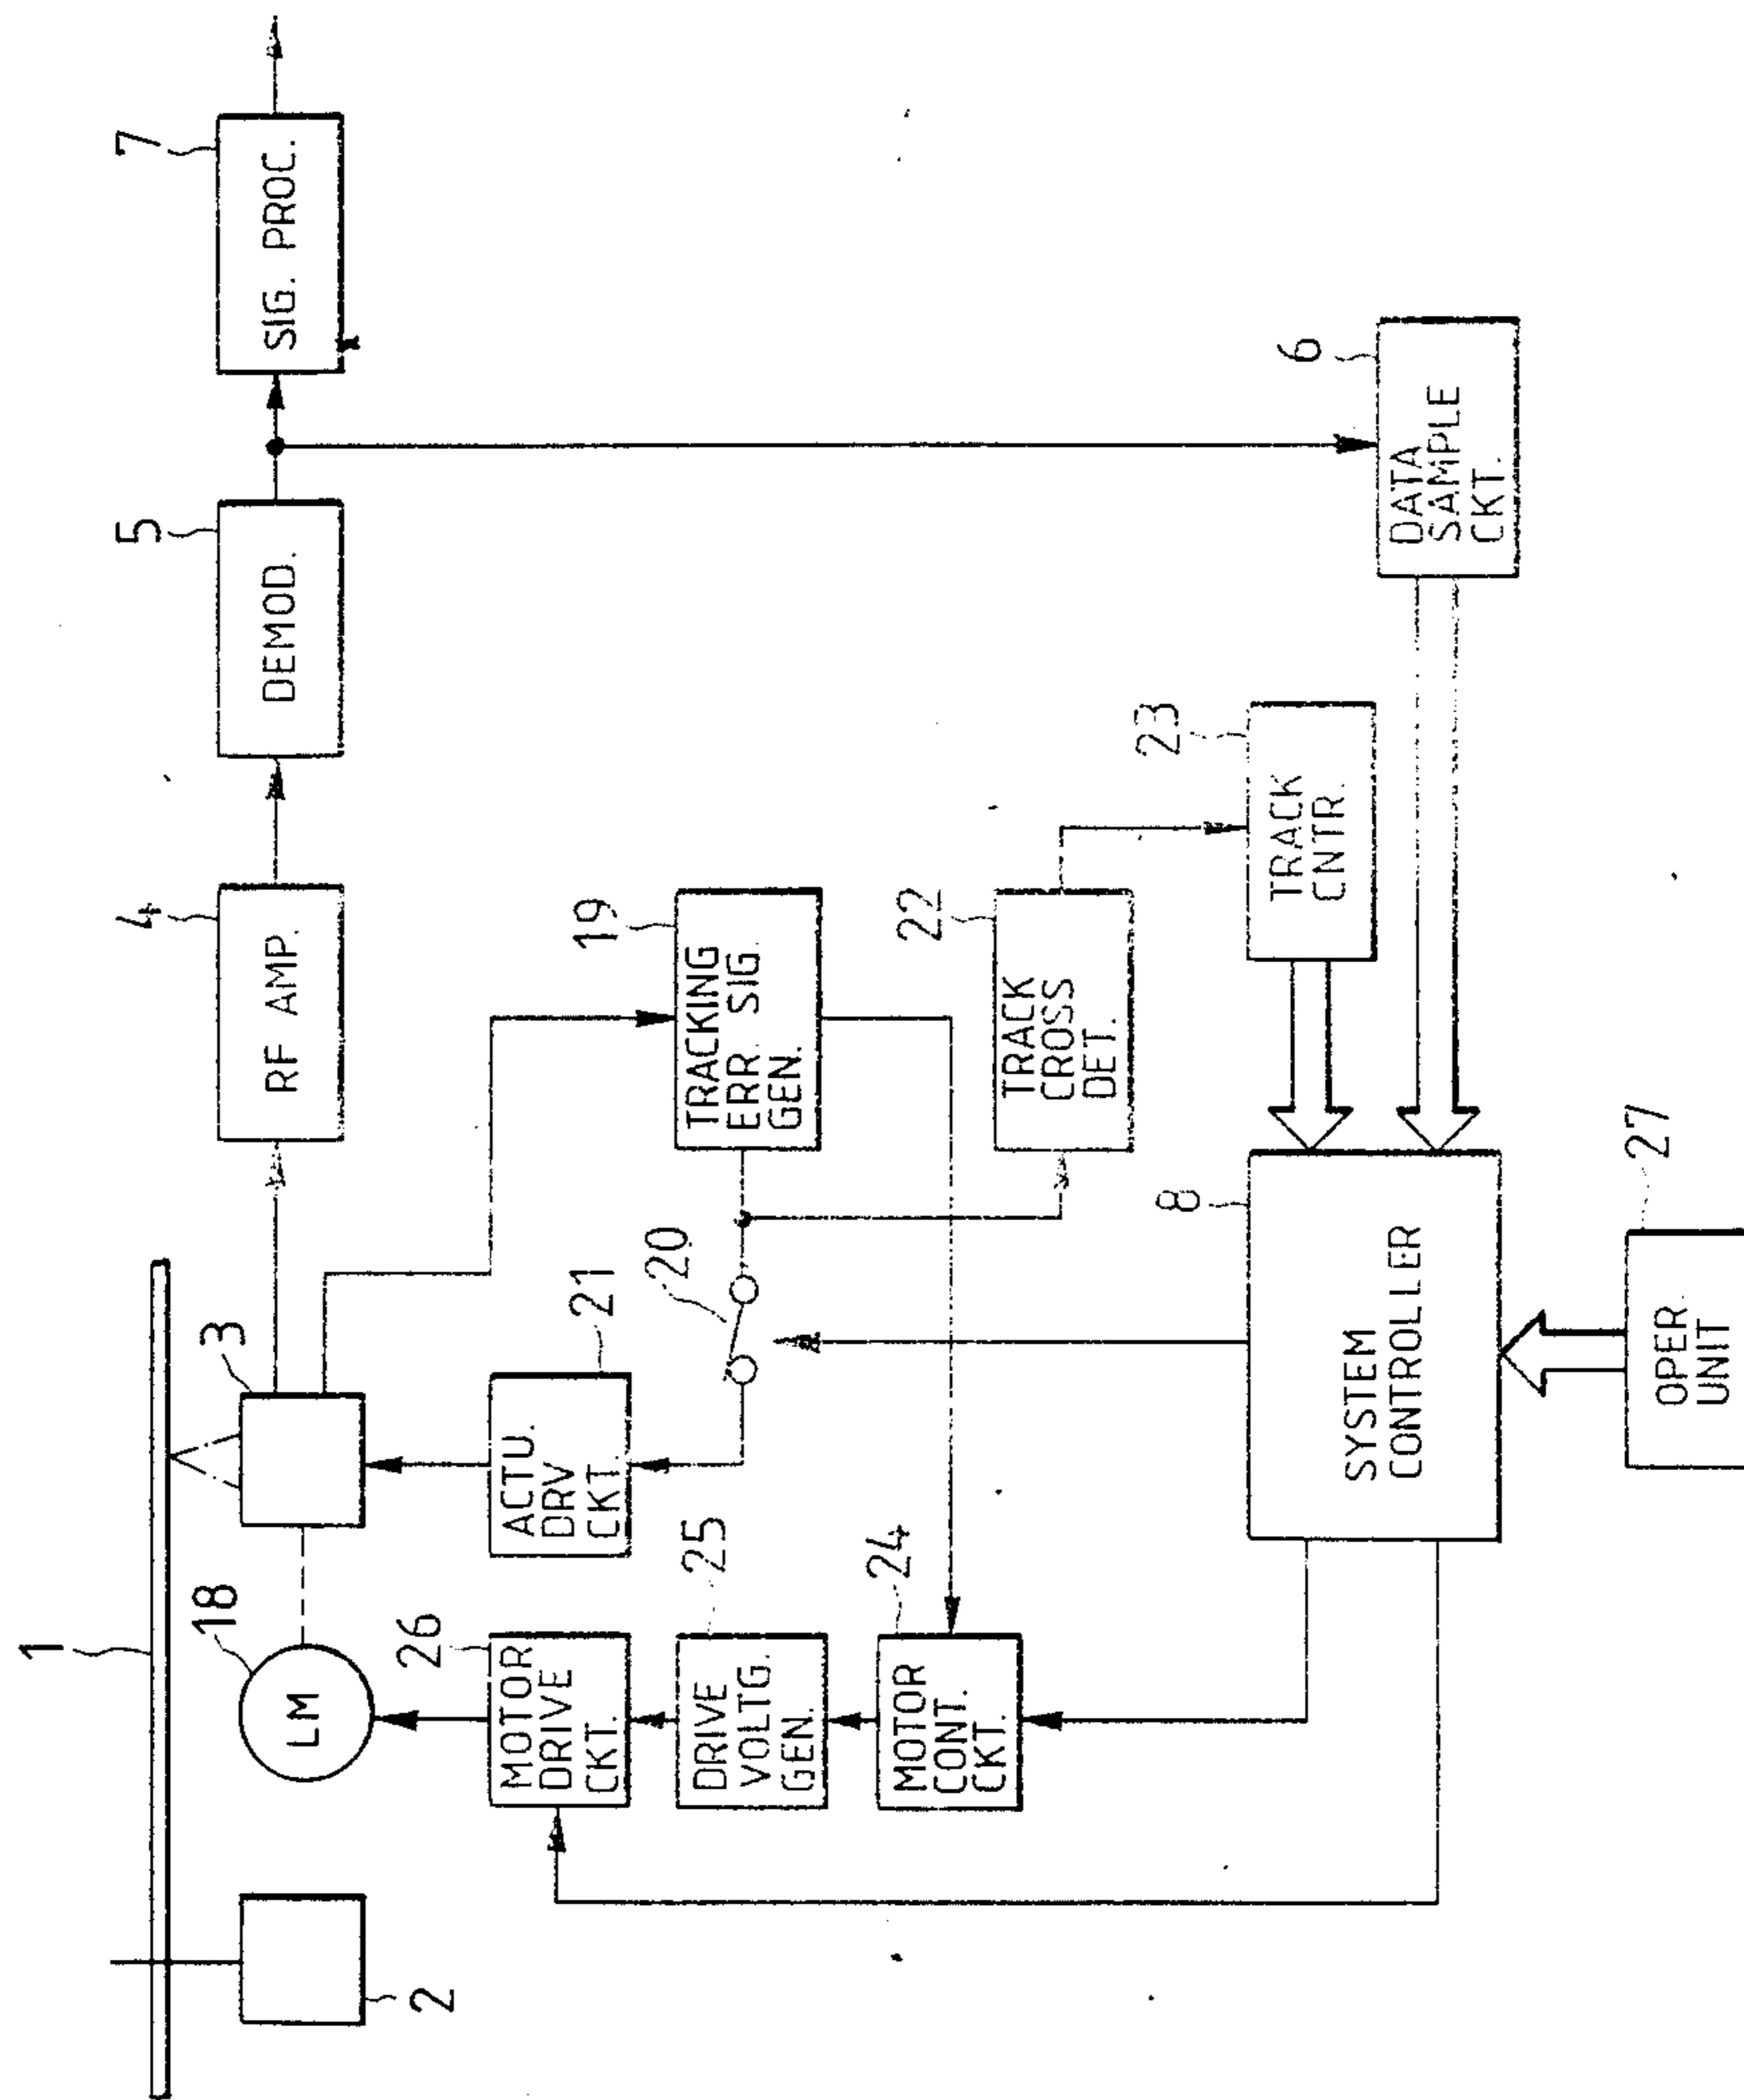 1
2
18
LM
3
4
RF AMP.
5
DEMOD.
7
SIG. PROC.
26
MOTOR
DRIVE
CKT.
21
ACTU.
DRV
CKT.
25
DRIVE
VOLTG.
GEN.
20
19
TRACKING
ERR. SIG
GEN.
24
MOTOR
CONT.
CKT.
22
TRACK
CROSS
DET.
23
TRACK
CNTR.
6
DATA
SAMPLE
CKT.
8
SYSTEM
CONTROLLER
27
OPER.
UNIT